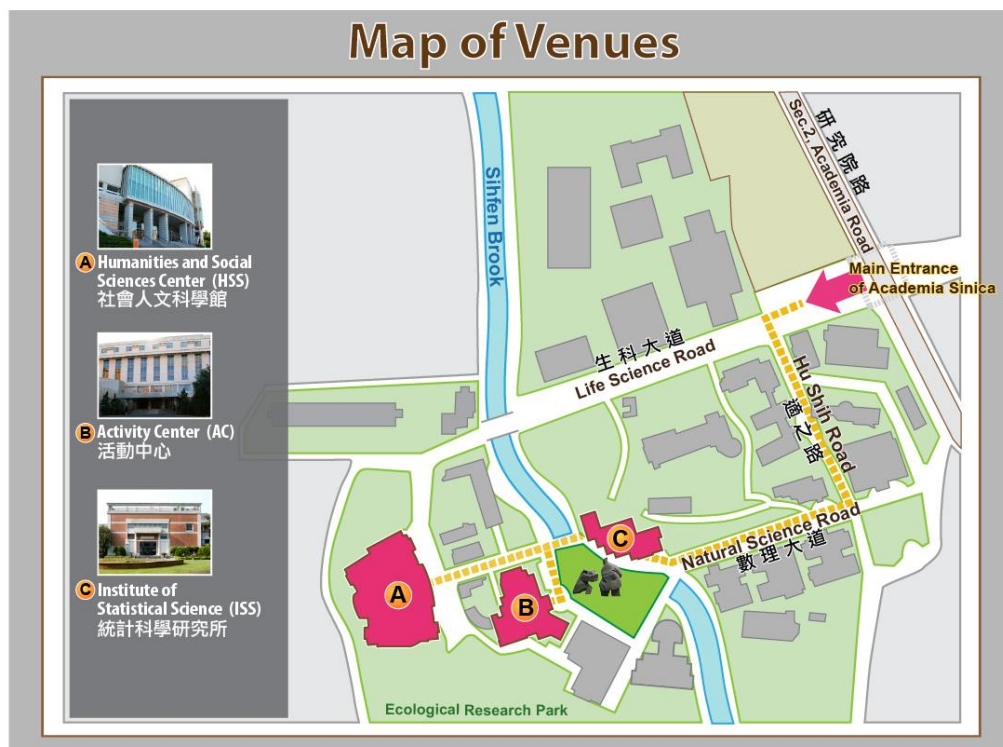 Map of Venues
A Humanities and Social
Sciences Center (HSS)
社會人文科學館
B Activity Center (AC)
活動中心
C Institute of
Statistical Science (ISS)
統計科學研究所
Sihfen Brook
研究院路
Sec.2, Academia Road
Main Entrance
of Academia Sinica
生科大道
Life Science Road
Hu Shih Road
適之路
Natural Science Road
數理大道
A
B
C
Ecological Research Park